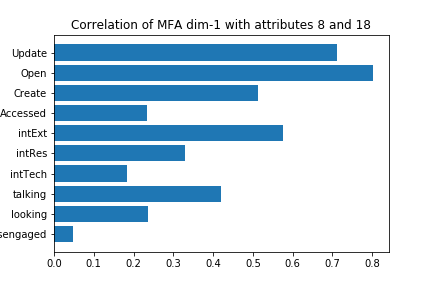 Correlation of MFA dim-1 with attributes 8 and 18
Update
Open
Create
Accessed
intExt
intRes
intTech
talking
looking
sengaged
0.0 0.1 0.2 0.3 0.4 0.5 0.6 0.7 0.8